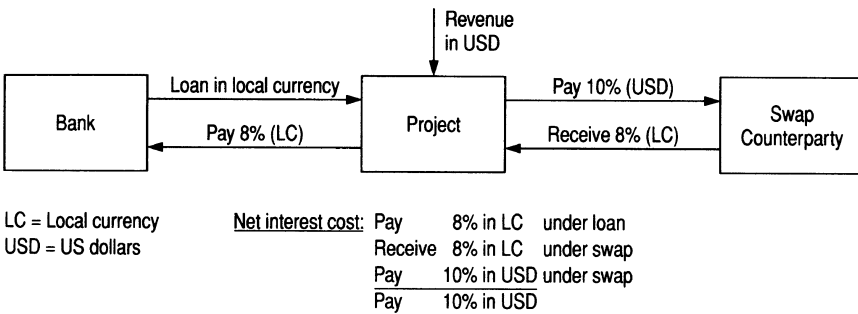 Revenue
in USD
Bank
Loan in local currency
Pay 8% (LC)
Project
Pay 10% (USD)
Receive 8% (LC)
Swap
Counterparty
LC = Local currency
USD = US dollars
Net interest cost: Pay 8% in LC under loan
Receive 8% in LC under swap
Pay 10% in USD under swap
Pay 10% in USD